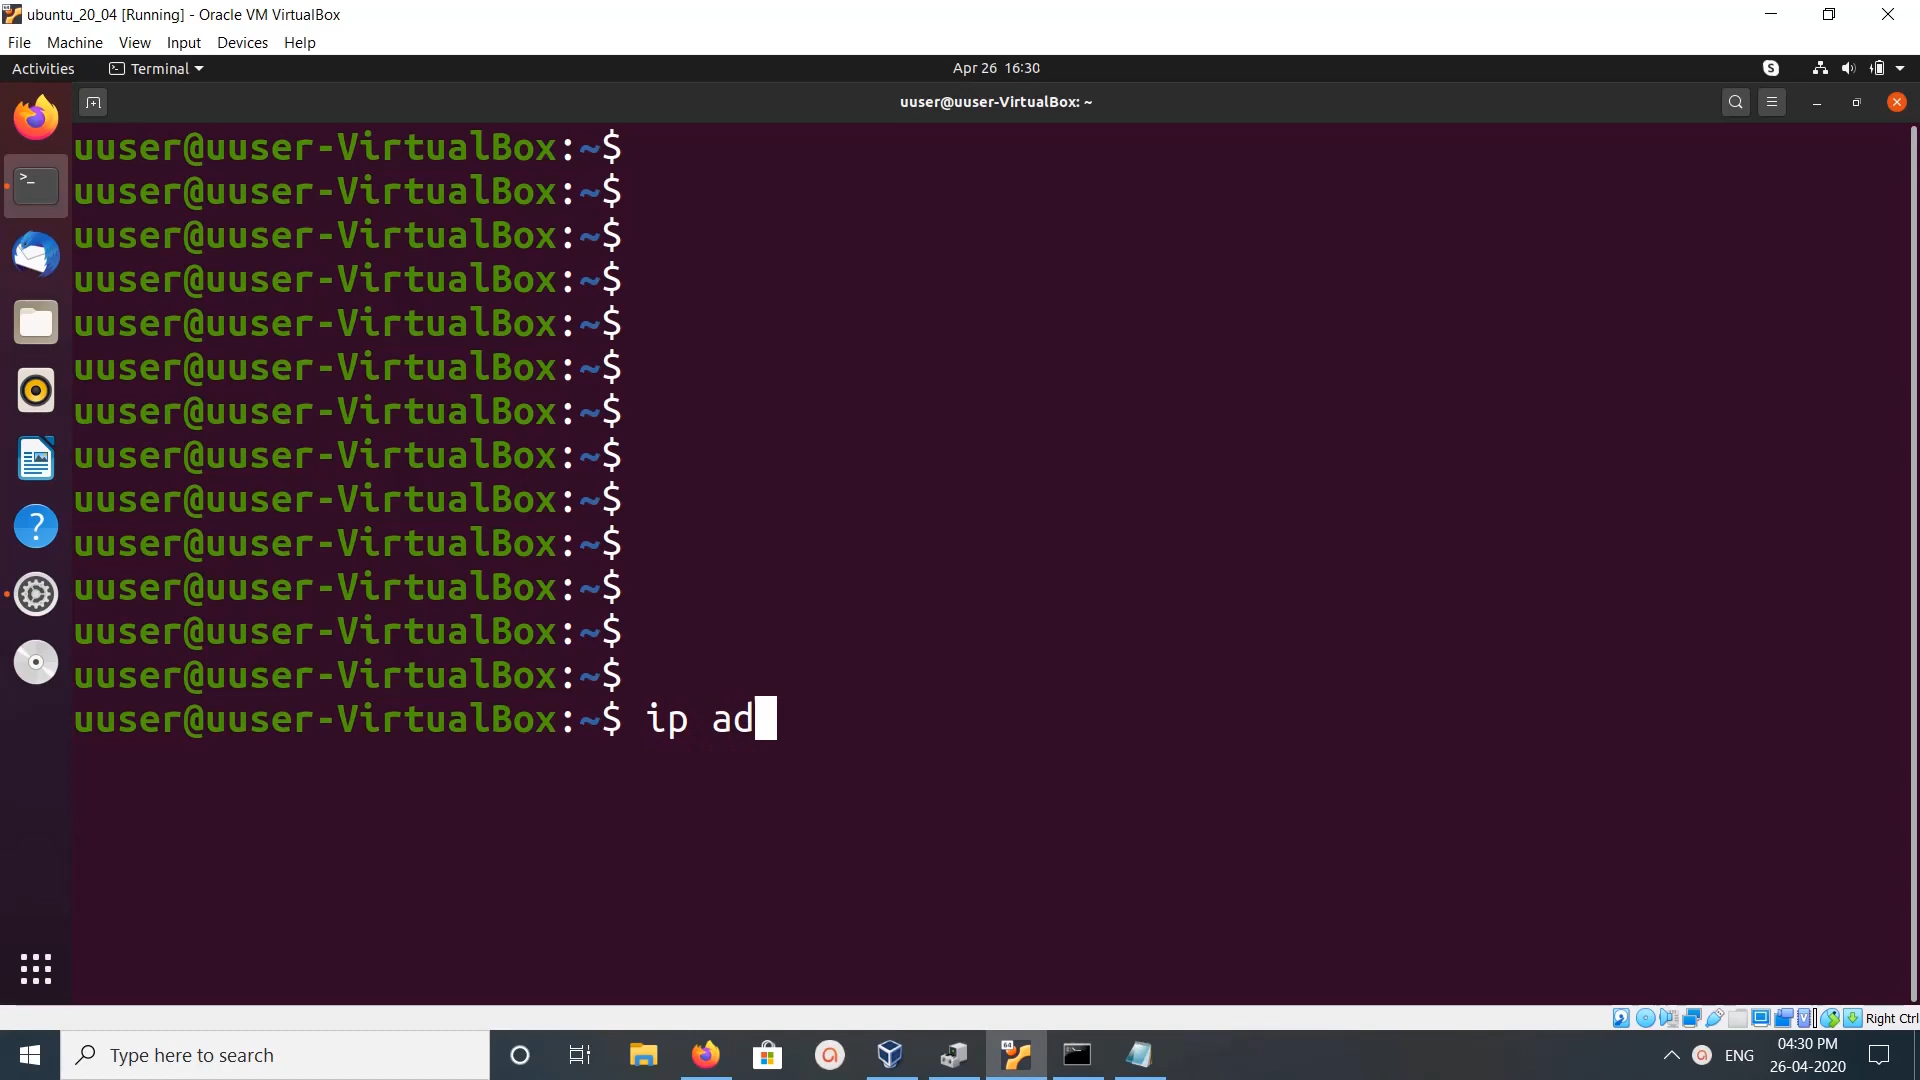 ubuntu_20_04 [Running] - Oracle VM VirtualBox
File Machine View Input Devices Help
Activities Terminal Apr 26 16:30
uuser@uuser-VirtualBox: ~
uuser@uuser-VirtualBox:~$
uuser@uuser-VirtualBox:~$
uuser@uuser-VirtualBox:~$
uuser@uuser-VirtualBox:~$
uuser@uuser-VirtualBox:~$
uuser@uuser-VirtualBox:~$
uuser@uuser-VirtualBox:~$
uuser@uuser-VirtualBox:~$
uuser@uuser-VirtualBox:~$
uuser@uuser-VirtualBox:~$
uuser@uuser-VirtualBox:~$
uuser@uuser-VirtualBox:~$
uuser@uuser-VirtualBox:~$
uuser@uuser-VirtualBox:~$ ip ad
Right Ctrl
Type here to search
ENG
04:30 PM
26-04-2020